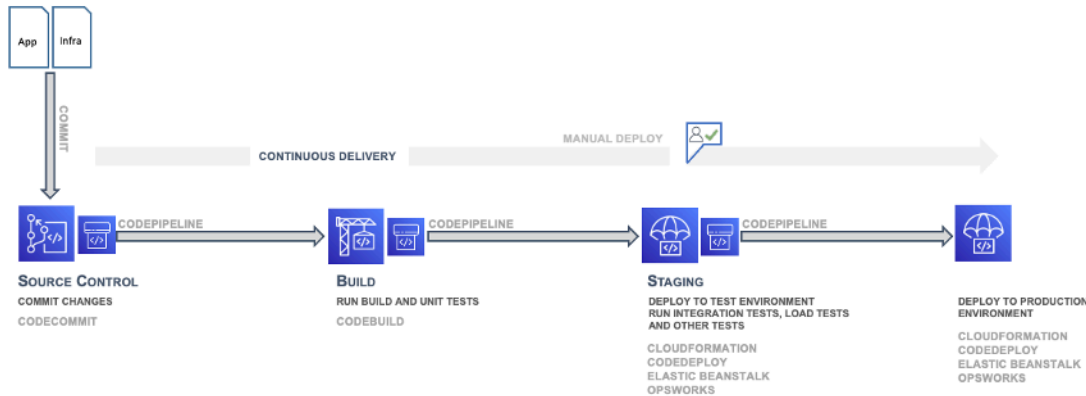 App
Infra
COMMIT
MANUAL DEPLOY
CONTINUOUS DELIVERY
CODEPIPELINE
CODEPIPELINE
CODEPIPELINE
SOURCE CONTROL
COMMIT CHANGES
CODECOMMIT
BUILD
RUN BUILD AND UNIT TESTS
CODEBUILD
STAGING
DEPLOY TO TEST ENVIRONMENT
RUN INTEGRATION TESTS, LOAD TESTS
AND OTHER TESTS
CLOUDFORMATION
CODEDEPLOY
ELASTIC BEANSTALK
OPSWORKS
DEPLOY TO PRODUCTION
ENVIRONMENT
CLOUDFORMATION
CODEDEPLOY
ELASTIC BEANSTALK
OPSWORKS